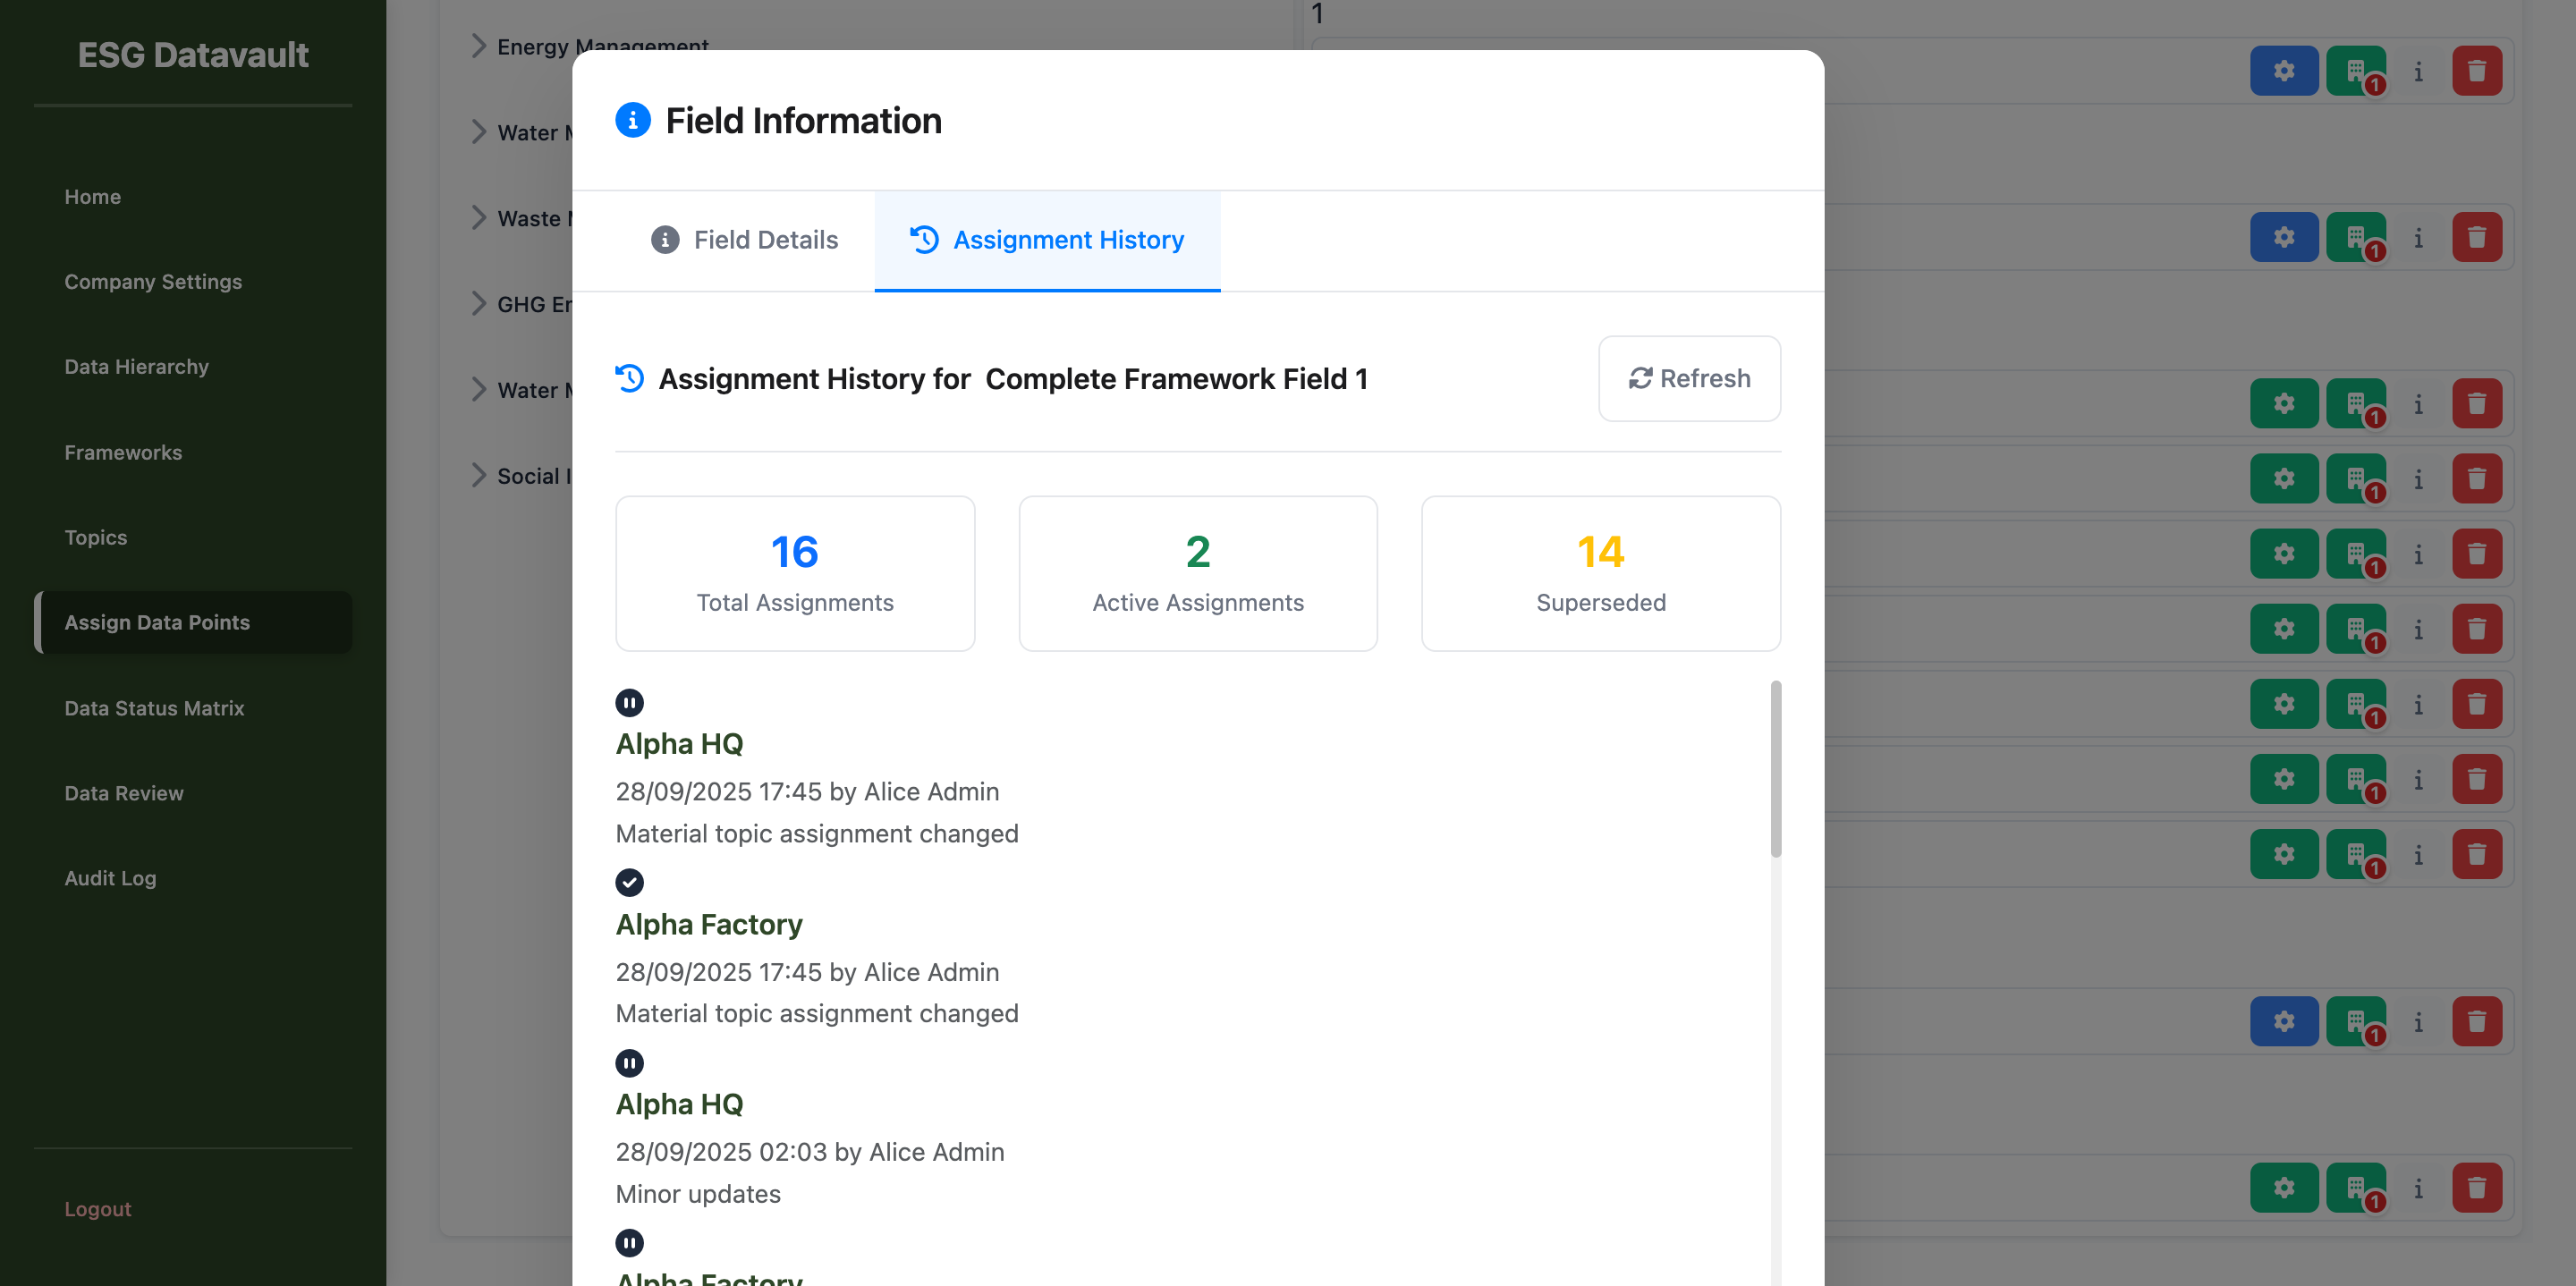 ESG Datavault
Home
Company Settings
Data Hierarchy
Frameworks
Topics
Assign Data Points
Data Status Matrix
Data Review
Audit Log
Logout
Energy Management
Water
Waste
GHG
Water
Social
1
Field Information
Field Details
Assignment History
Assignment History for Complete Framework Field 1
Refresh
16
Total Assignments
2
Active Assignments
14
Superseded
Alpha HQ
28/09/2025 17:45 by Alice Admin
Material topic assignment changed
Alpha Factory
28/09/2025 17:45 by Alice Admin
Material topic assignment changed
Alpha HQ
28/09/2025 02:03 by Alice Admin
Minor updates
Alpha Factory
1
1
1
1
1
1
1
1
1
1
1